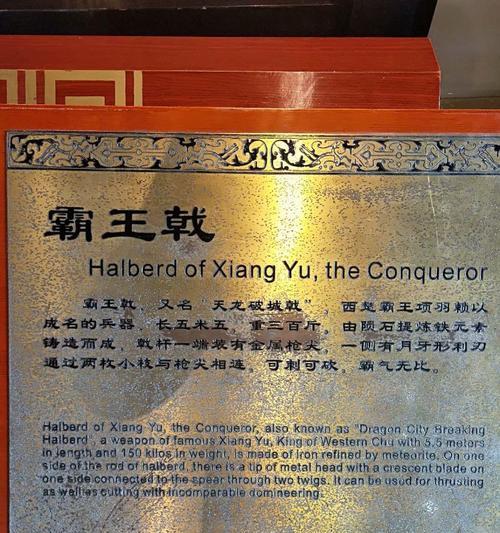 霸王戟
Halberd of Xiang Yu, the Conqueror
霸王戟，又名“天龙破城戟”，西楚霸王项羽赖以
成名的兵器，长五米五，重三百斤。由陨石提炼铁元素
铸造而成，戟杆一端装有金属枪尖，一侧有月牙形利刃
通过两枚小枝与枪尖相连，可刺可砍，霸气无比。
Halberd of Xiang Yu, the Conqueror, also known as "Dragon City Breaking
Halberd", a weapon of famous Xiang Yu, King of Western Chu with 5.5 meters
in length and 150 kilos in weight, is made of iron refined by meteorite. On one
side of the rod of halberd, there is a tip of metal head with a crescent blade on
one side connected to the spear through two twigs. It can be used for thrusting
as well as cutting with incomparable domineering.